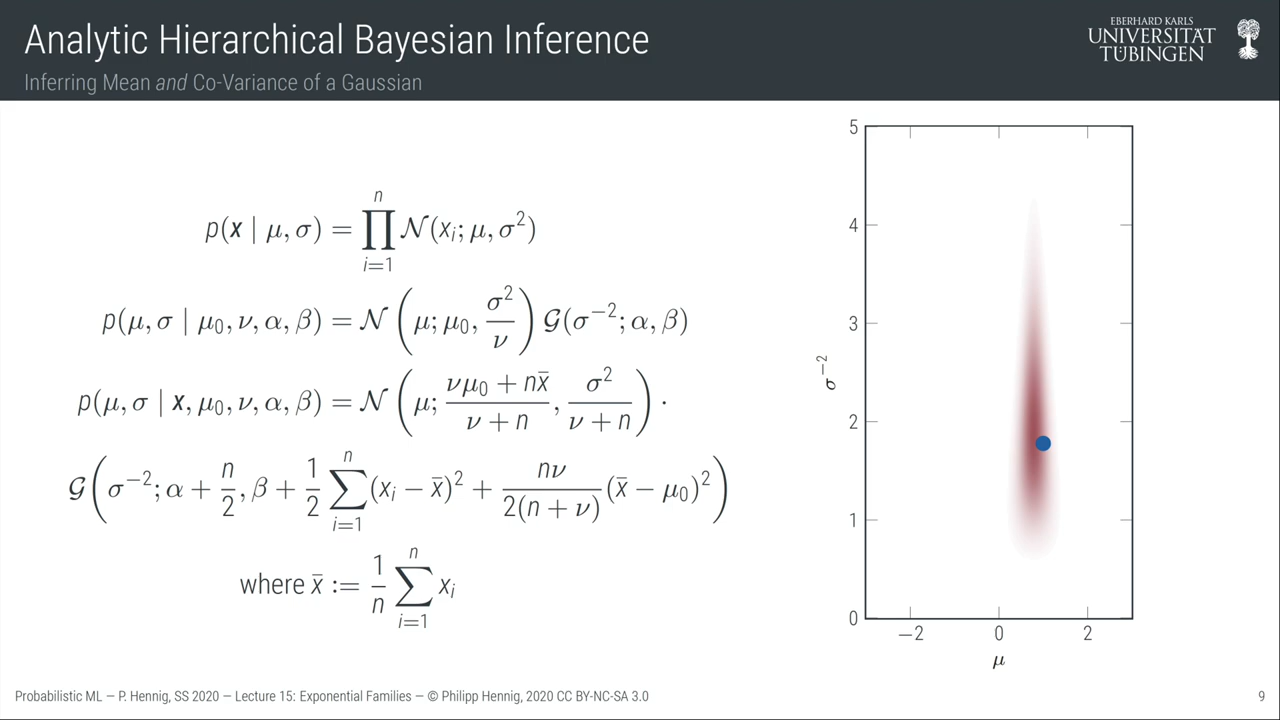 Analytic Hierarchical Bayesian Inference
Inferring Mean and Co-Variance of a Gaussian
EBERHARD KARLS
UNIVERSITÄT
TÜBINGEN
p(x | μ, σ) = ∏_{i=1}^{n} 𝒩(x_i; μ, σ²)
p(μ, σ | μ₀, ν, α, β) = 𝒩(μ; μ₀, σ²/ν) 𝒢(σ⁻²; α, β)
p(μ, σ | x, μ₀, ν, α, β) = 𝒩(μ; (νμ₀ + nx̄)/(ν + n), σ²/(ν + n)) ·
𝒢(σ⁻²; α + n/2, β + 1/2 ∑_{i=1}^{n} (x_i − x̄)² + nν/(2(n + ν)) (x̄ − μ₀)²)
where x̄ := 1/n ∑_{i=1}^{n} x_i
5
4
3
2
1
0
σ⁻²
−2 0 2
μ
Probabilistic ML — P. Hennig, SS 2020 — Lecture 15: Exponential Families — © Philipp Hennig, 2020 CC BY-NC-SA 3.0
9